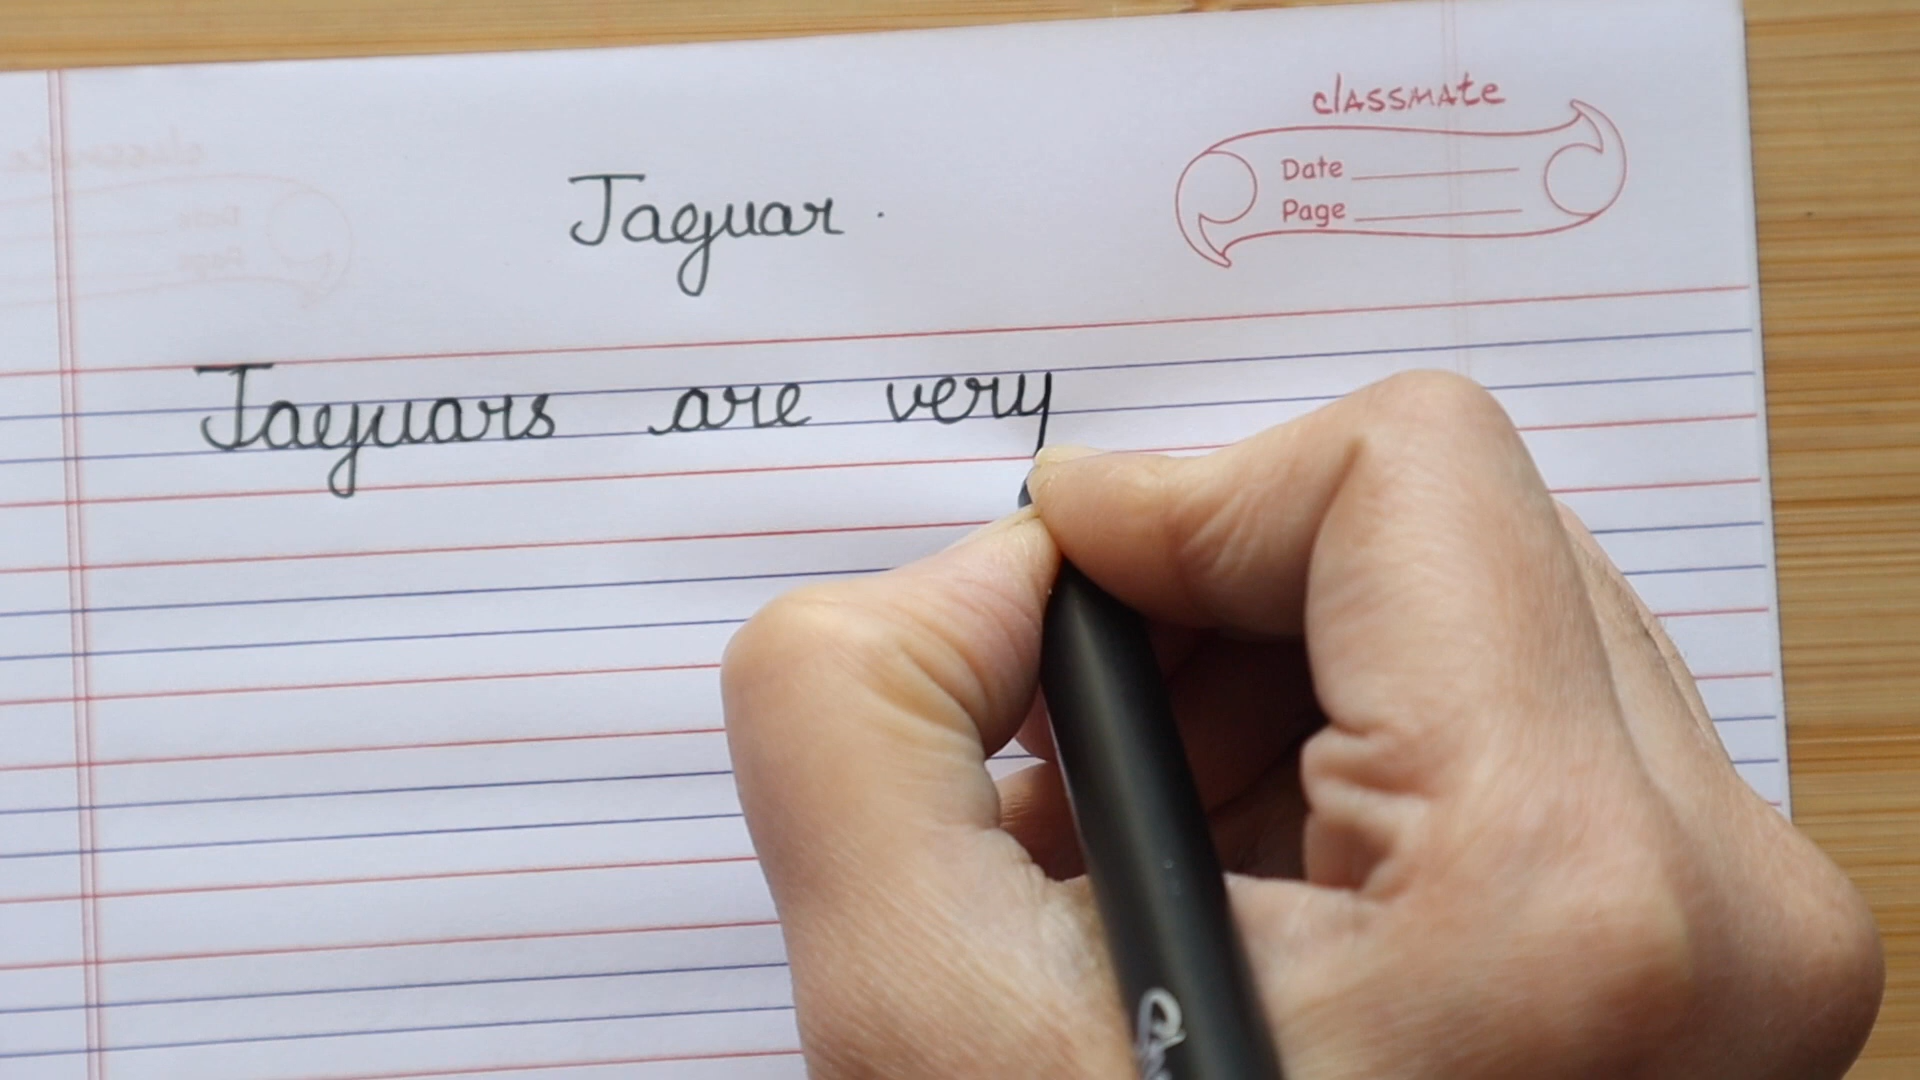 classmate
Date
Page
Jaguar .
Jaguars are very